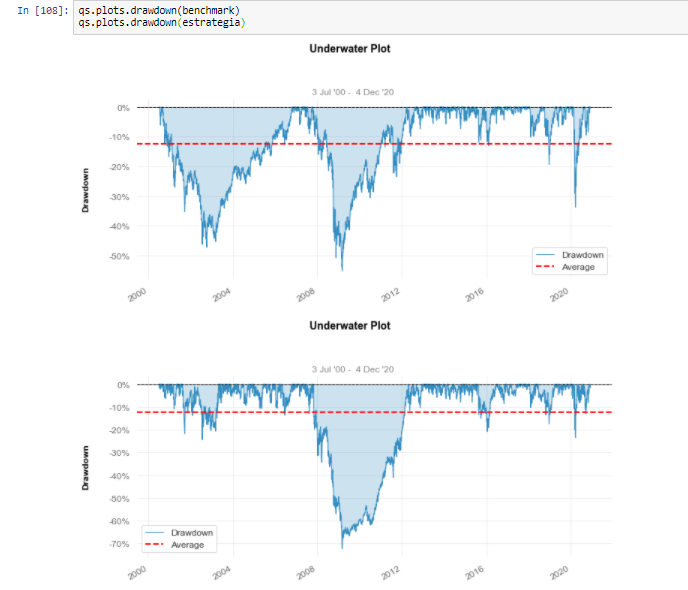 In [108]: qs.plots.drawdown(benchmark)
qs.plots.drawdown(estrategia)
Underwater Plot
3 Jul '00 - 4 Dec '20
0%
-10%
-20%
-30%
-40%
-50%
Drawdown
Drawdown
Average
2000 2004 2008 2012 2016 2020
Underwater Plot
3 Jul '00 - 4 Dec '20
0%
-10%
-20%
-30%
-40%
-50%
-60%
-70%
Drawdown
Drawdown
Average
2000 2004 2008 2012 2016 2020